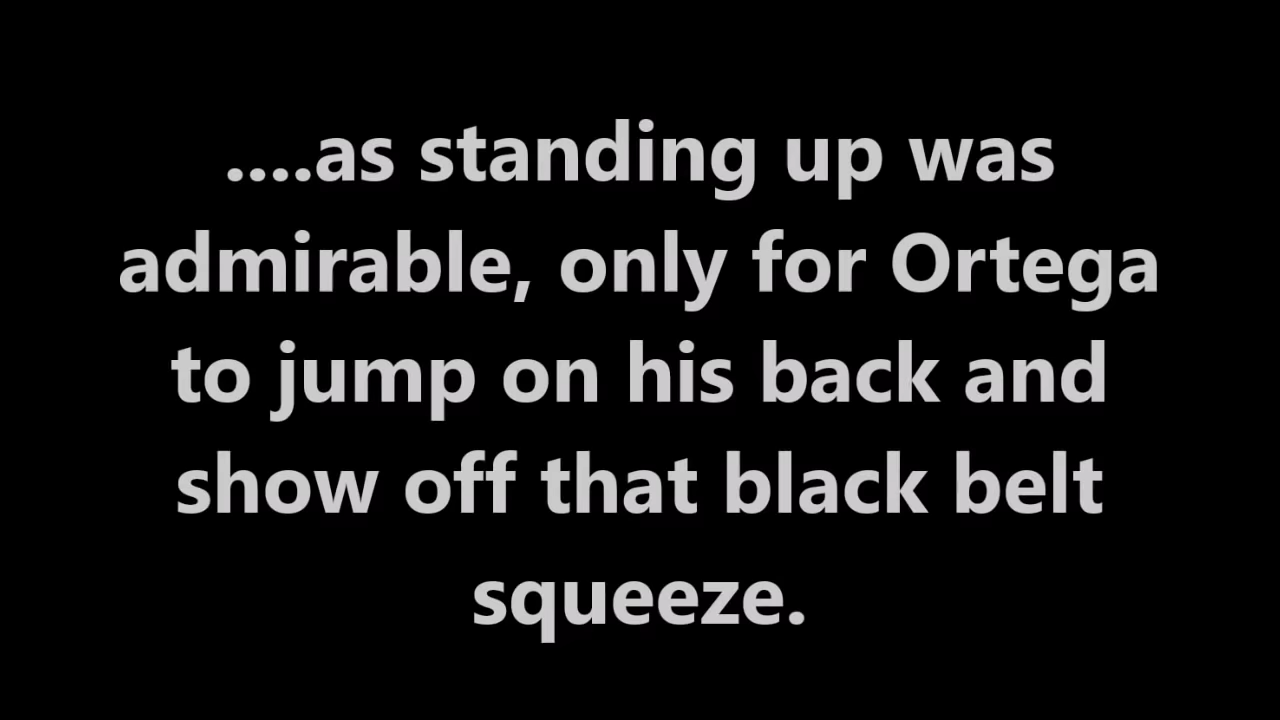 ....as standing up was
admirable, only for Ortega
to jump on his back and
show off that black belt
squeeze.